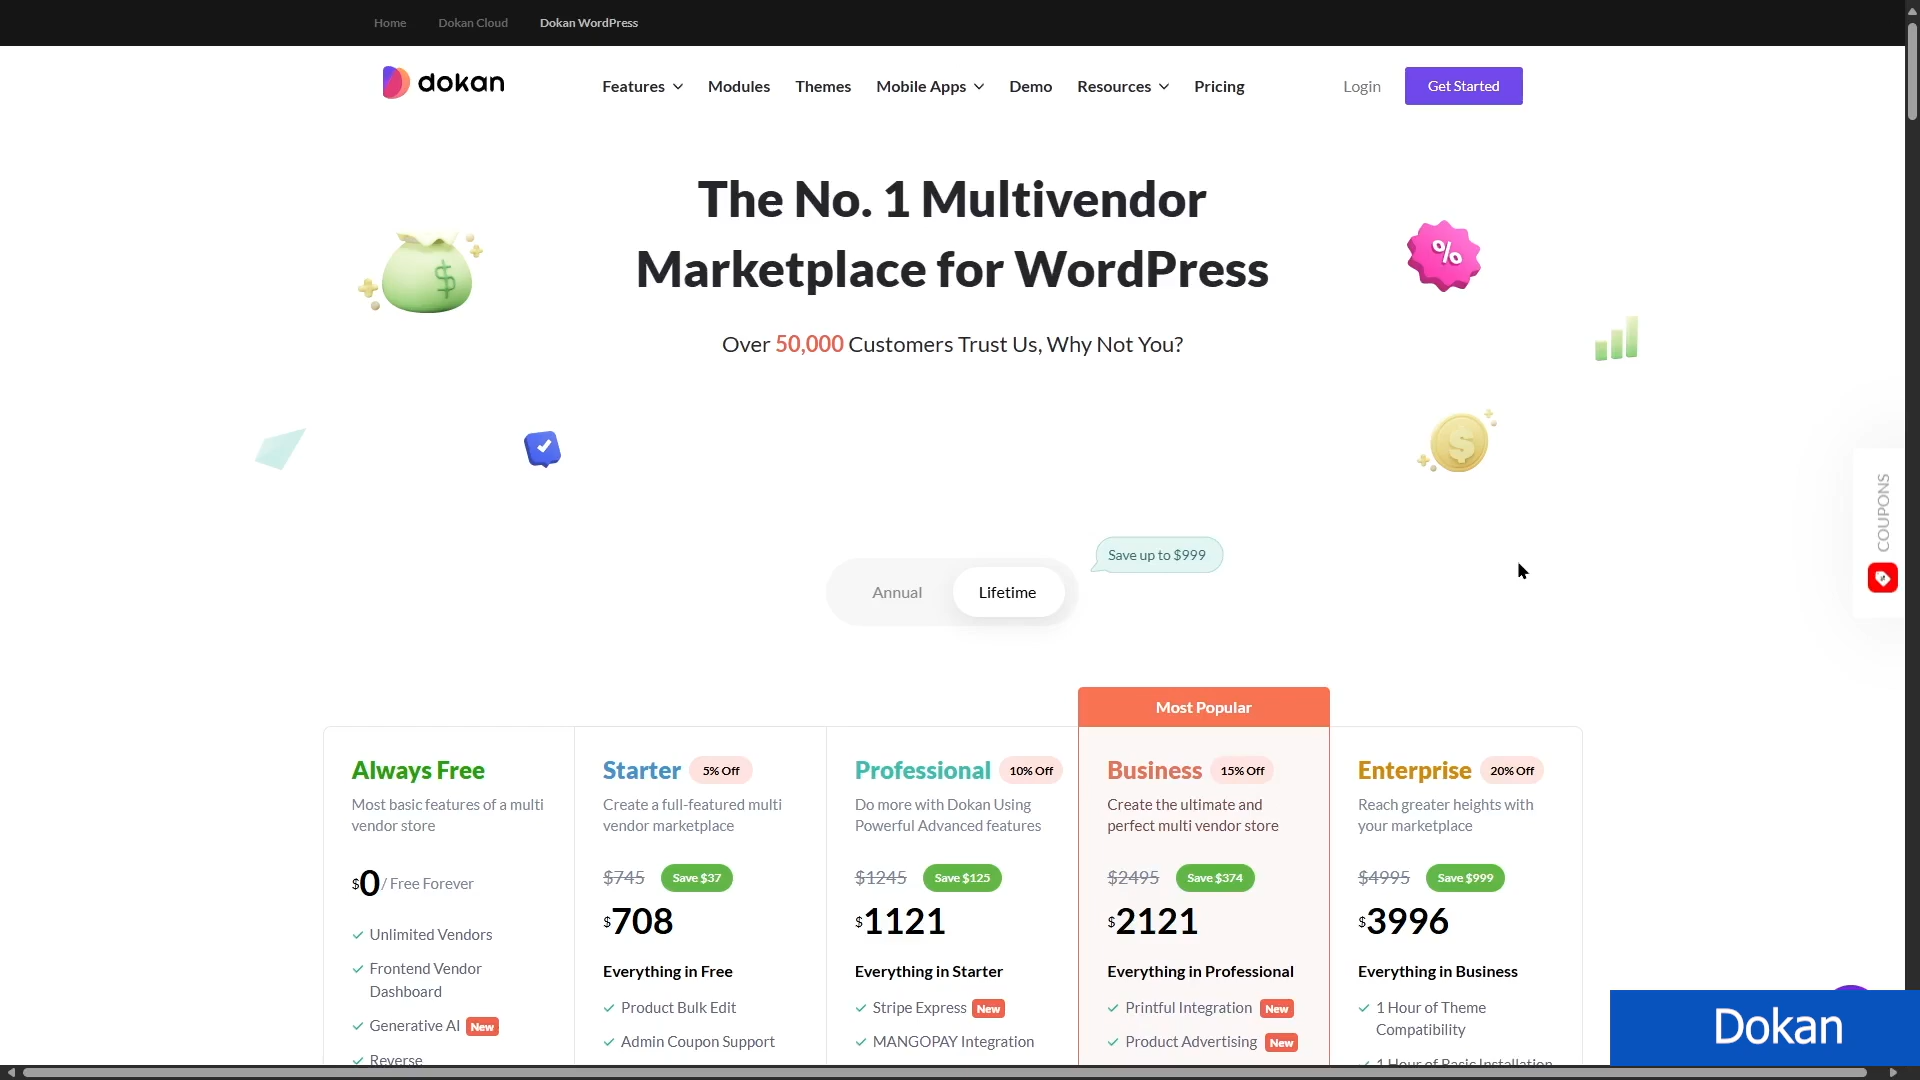 Home Dokan Cloud Dokan WordPress
dokan Features Modules Themes Mobile Apps Demo Resources Pricing Login Get Started
The No. 1 Multivendor
Marketplace for WordPress
%
$
Over 50,000 Customers Trust Us, Why Not You?
$
COUPONS
Save up to $999
Annual Lifetime
Most Popular
Always Free
Most basic features of a multi
vendor store
$0/ Free Forever
Unlimited Vendors
Frontend Vendor
Dashboard
Generative AI New
Reverse
Starter 5% Off
Create a full-featured multi
vendor marketplace
$745 Save $37
$708
Everything in Free
Product Bulk Edit
Admin Coupon Support
Professional 10% Off
Do more with Dokan Using
Powerful Advanced features
$1245 Save $125
$1121
Everything in Starter
Stripe Express New
MANGOPAY Integration
Business 15% Off
Create the ultimate and
perfect multi vendor store
$2495 Save $374
$2121
Everything in Professional
Printful Integration New
Product Advertising New
Enterprise 20% Off
Reach greater heights with
your marketplace
$4995 Save $999
$3996
Everything in Business
1 Hour of Theme
Compatibility
1 Hour of Basic Installation
Dokan